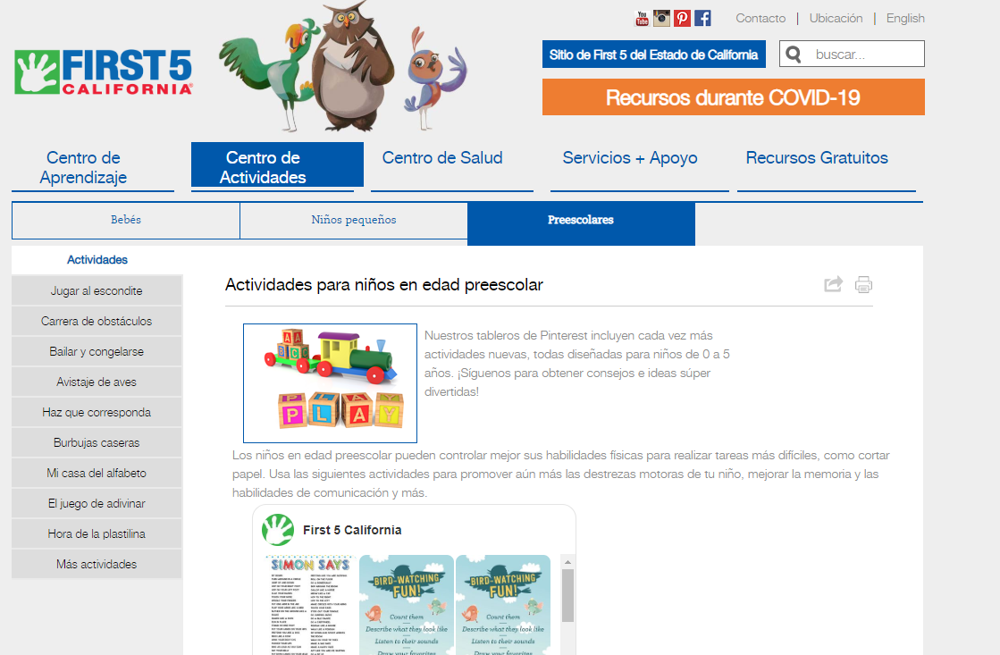 You
Tube
Contacto | Ubicación | English
FIRST 5
CALIFORNIA®
Sitio de First 5 del Estado de California
buscar...
Recursos durante COVID-19
Centro de
Aprendizaje
Centro de
Actividades
Centro de Salud
Servicios + Apoyo
Recursos Gratuitos
Bebés
Niños pequeños
Preescolares
Actividades
Jugar al escondite
Carrera de obstáculos
Bailar y congelarse
Avistaje de aves
Haz que corresponda
Burbujas caseras
Mi casa del alfabeto
El juego de adivinar
Hora de la plastilina
Más actividades
Actividades para niños en edad preescolar
A A
B C C
P L A Y
Nuestros tableros de Pinterest incluyen cada vez más
actividades nuevas, todas diseñadas para niños de 0 a 5
años. ¡Síguenos para obtener consejos e ideas súper
divertidas!
Los niños en edad preescolar pueden controlar mejor sus habilidades físicas para realizar tareas más difíciles, como cortar
papel. Usa las siguientes actividades para promover aún más las destrezas motoras de tu niño, mejorar la memoria y las
habilidades de comunicación y más.
First 5 California
SIMON SAYS
BIRD-WATCHING
FUN!
Count them
Describe what they look like
Listen to their sounds
Draw your favorites
BIRD-WATCHING
FUN!
Count them
Describe what they look like
Listen to their sounds
Draw your favorites